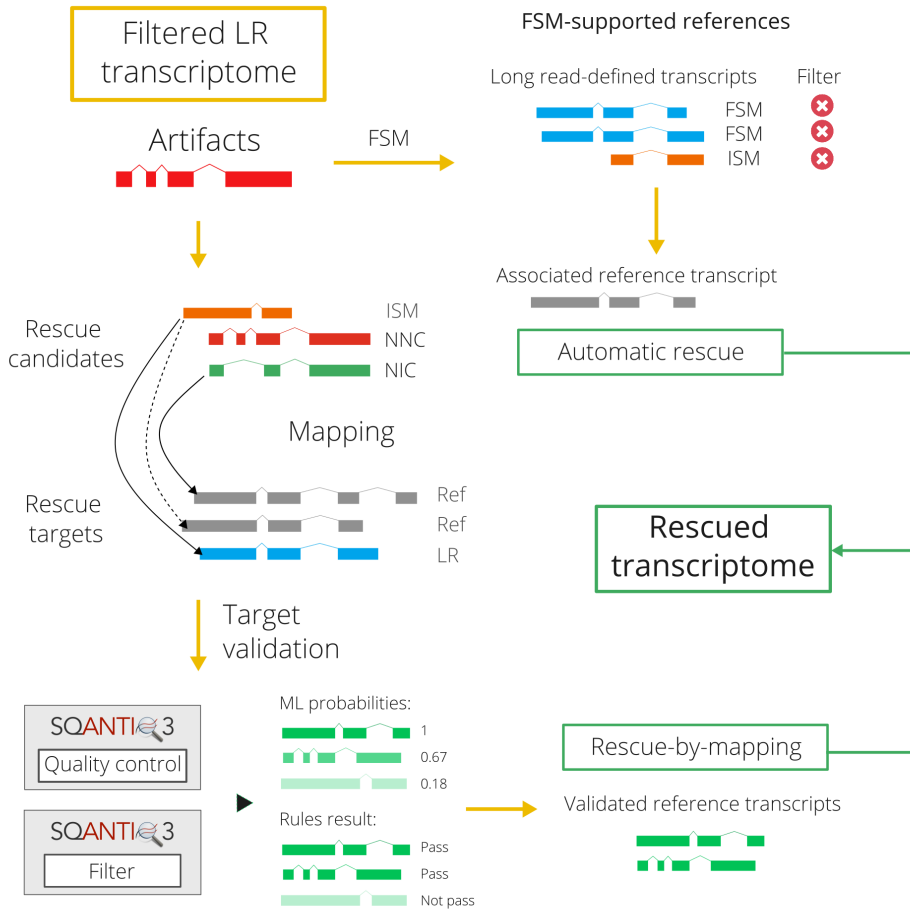 Filtered LR
transcriptome
FSM-supported references
Long read-defined transcripts
Filter
FSM
FSM
ISM
Artifacts
FSM
Associated reference transcript
Automatic rescue
Rescue
candidates
ISM
NNC
NIC
Mapping
Rescue
targets
Ref
Ref
LR
Rescued
transcriptome
Target
validation
SQANTI3
Quality control
SQANTI3
Filter
ML probabilities:
1
0.67
0.18
Rules result:
Pass
Pass
Not pass
Rescue-by-mapping
Validated reference transcripts